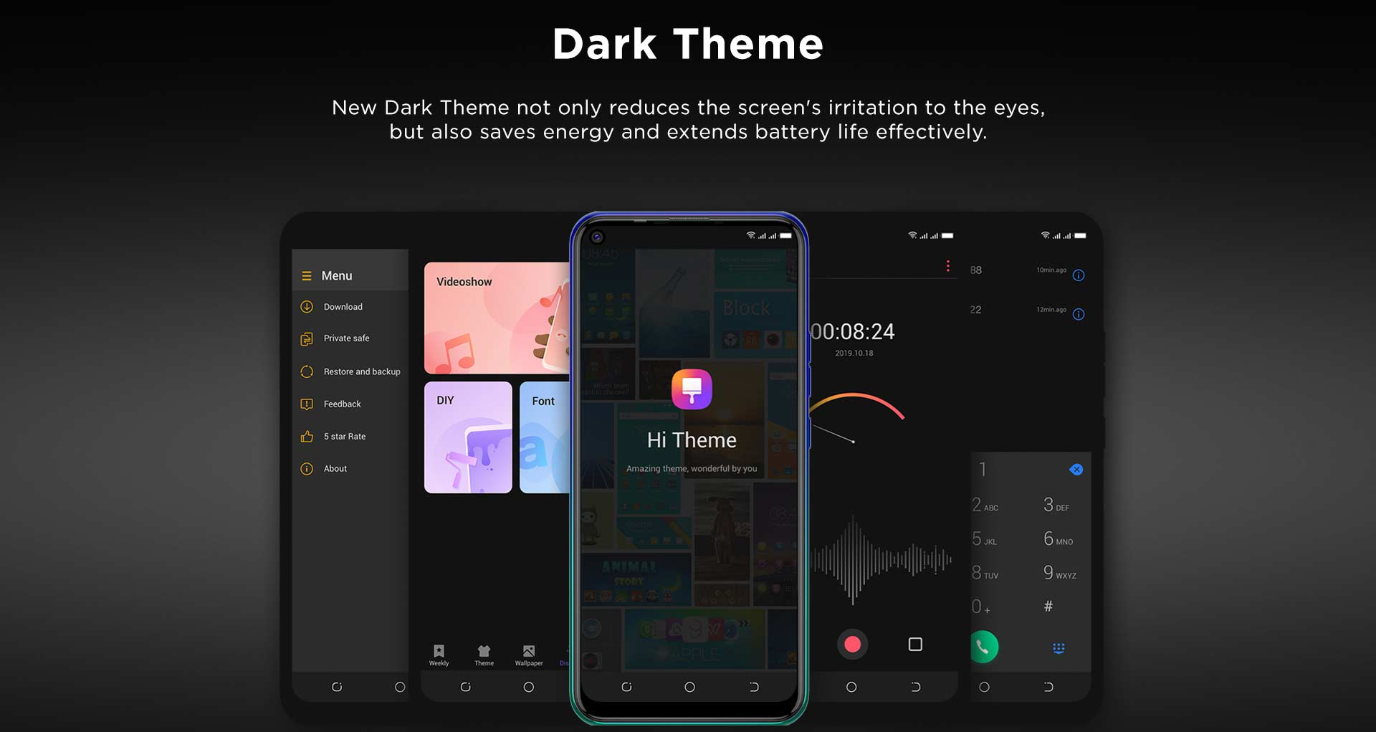 Dark Theme
New Dark Theme not only reduces the screen's irritation to the eyes,
but also saves energy and extends battery life effectively.
Menu
Download
Private safe
Restore and backup
Feedback
5 star Rate
About
Videoshow
DIY
Font
Weekly
Theme
Wallpaper
Block
Hi Theme
Amazing theme, wonderful by you
ANIMAL
STORY
APPLE
00:08:24
2019.10.18
88
10min.ago
22
12min.ago
1
2 ABC
3 DEF
5 JKL
6 MNO
8 TUV
9 WXYZ
0 +
#